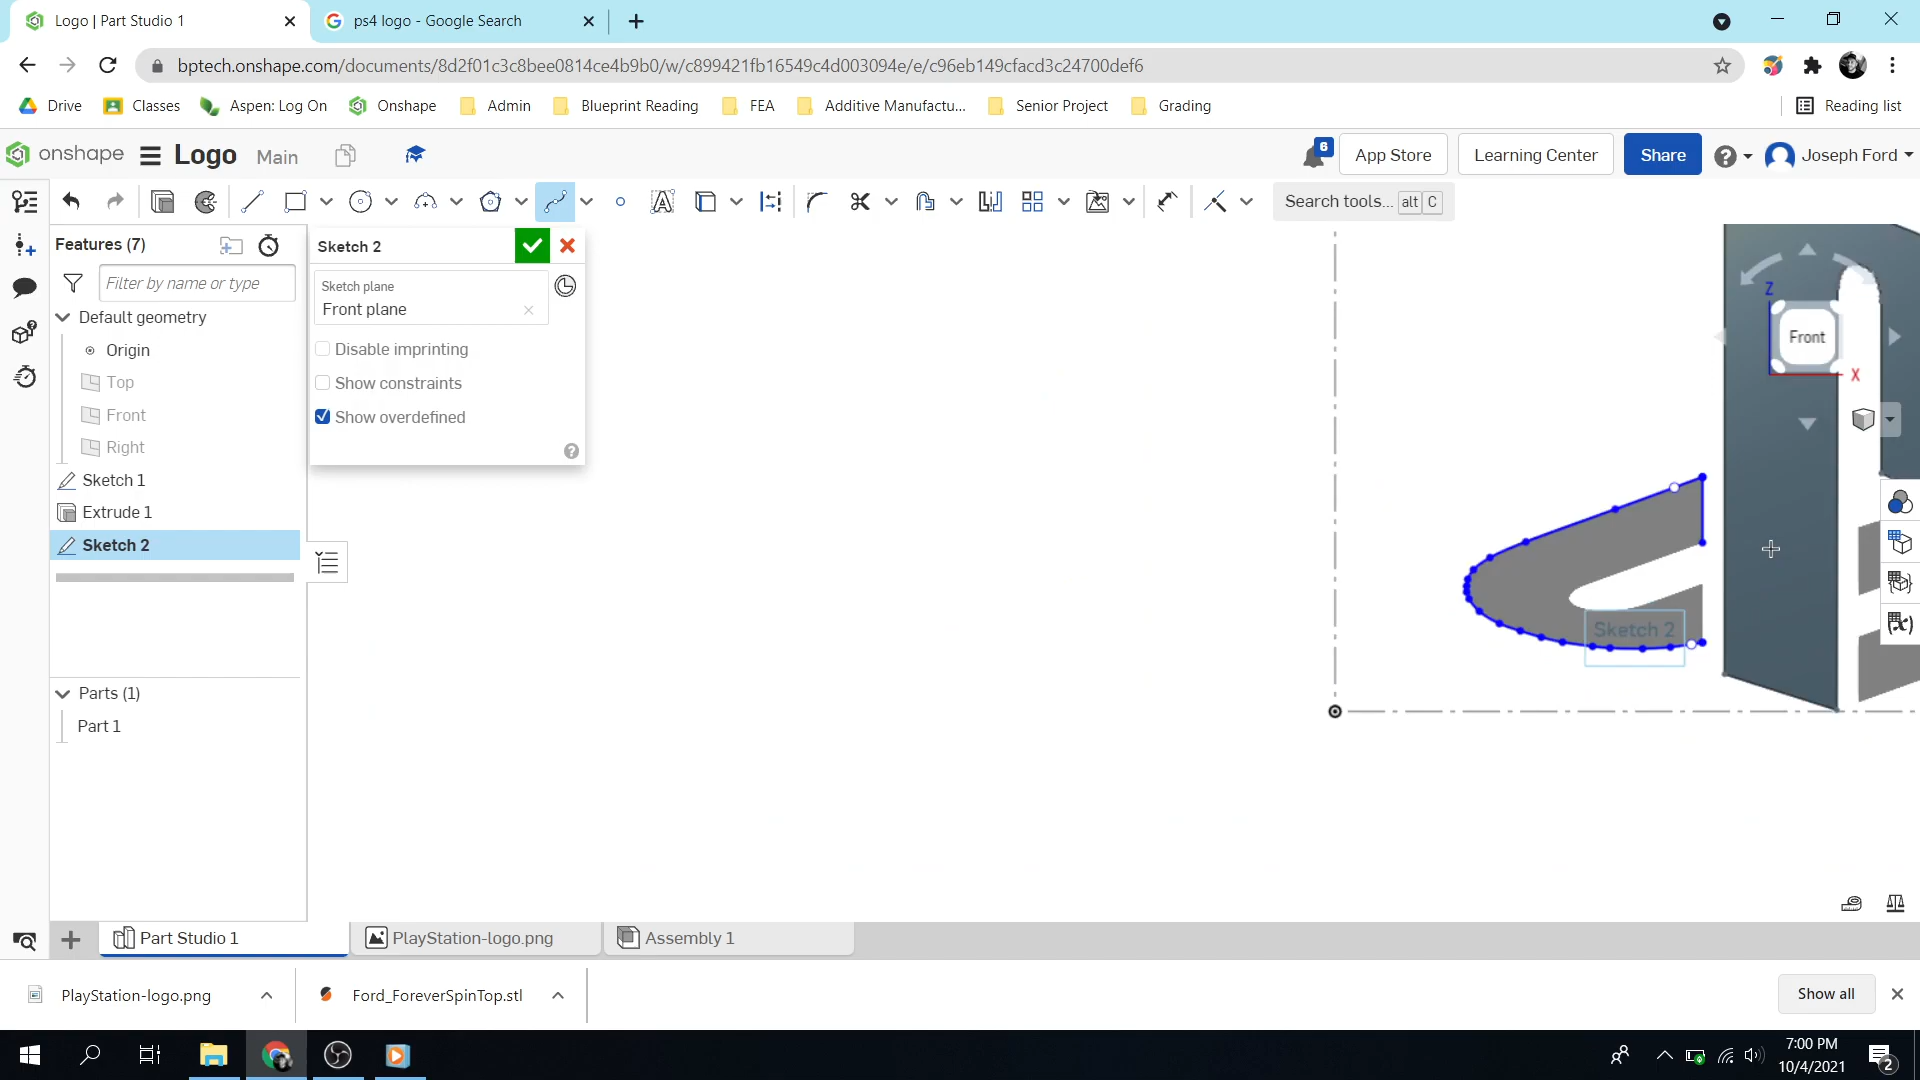 Logo | Part Studio 1
ps4 logo - Google Search
bptech.onshape.com/documents/8d2f01c3c8bee0814ce4b9b0/w/c899421fb16549c4d003094e/e/c96eb149cfacd3c24700def6
Drive Classes Aspen: Log On Onshape Admin Blueprint Reading FEA Additive Manufactu... Senior Project Grading Reading list
onshape Logo Main 6 App Store Learning Center Share Joseph Ford
Search tools... alt C
Features (7)
Filter by name or type
Default geometry
Origin
Top
Front
Right
Sketch 1
Extrude 1
Sketch 2
Parts (1)
Part 1
Sketch 2
Sketch plane
Front plane
Disable imprinting
Show constraints
Show overdefined
Z
Front
X
Sketch 2
Part Studio 1 PlayStation-logo.png Assembly 1
PlayStation-logo.png Ford_ForeverSpinTop.stl Show all
7:00 PM
10/4/2021
2